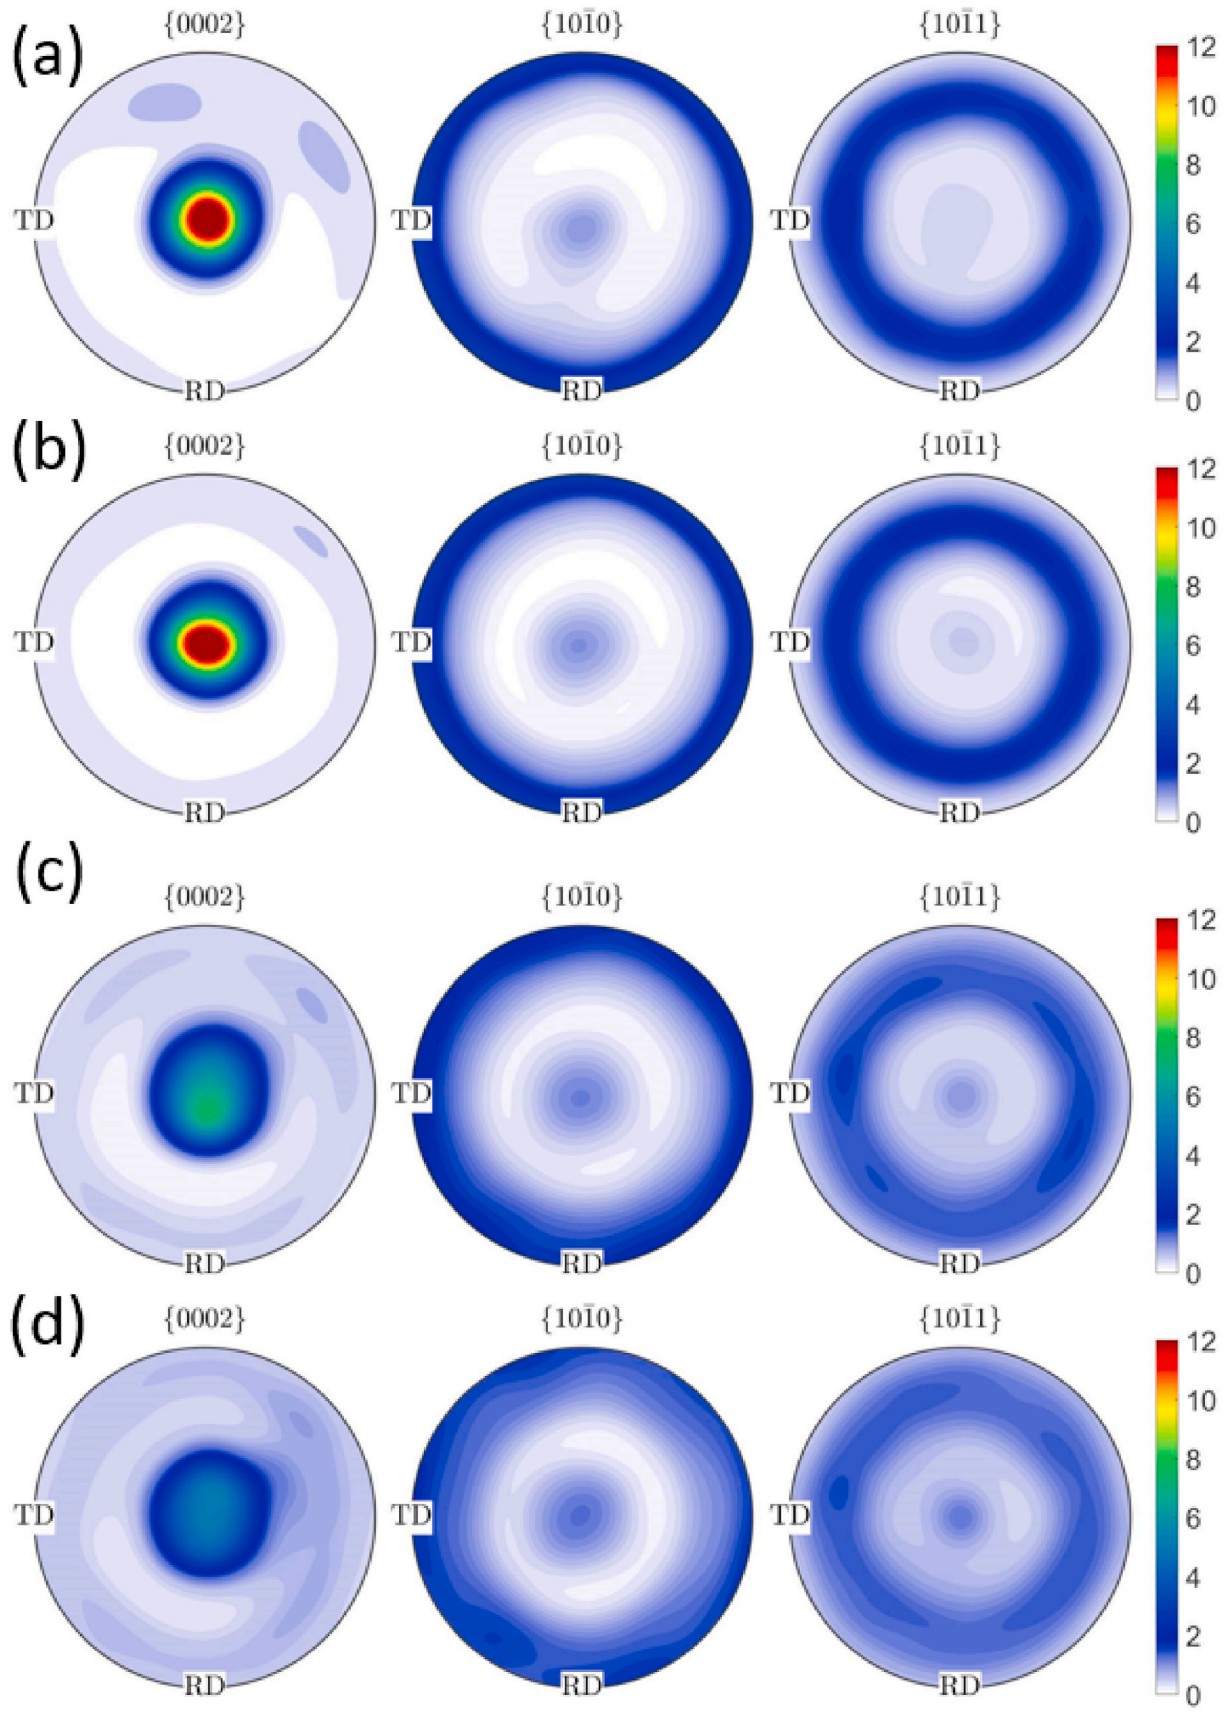 (a) {0002} {101̅0} {101̅1}
12
10
8
TD TD TD 6
4
2
RD RD RD 0
(b) {0002} {101̅0} {101̅1}
12
10
8
TD TD TD 6
4
2
RD RD RD 0
(c) {0002} {101̅0} {101̅1}
12
10
8
TD TD TD 6
4
2
RD RD RD 0
(d) {0002} {101̅0} {101̅1}
12
10
8
TD TD TD 6
4
2
RD RD RD 0